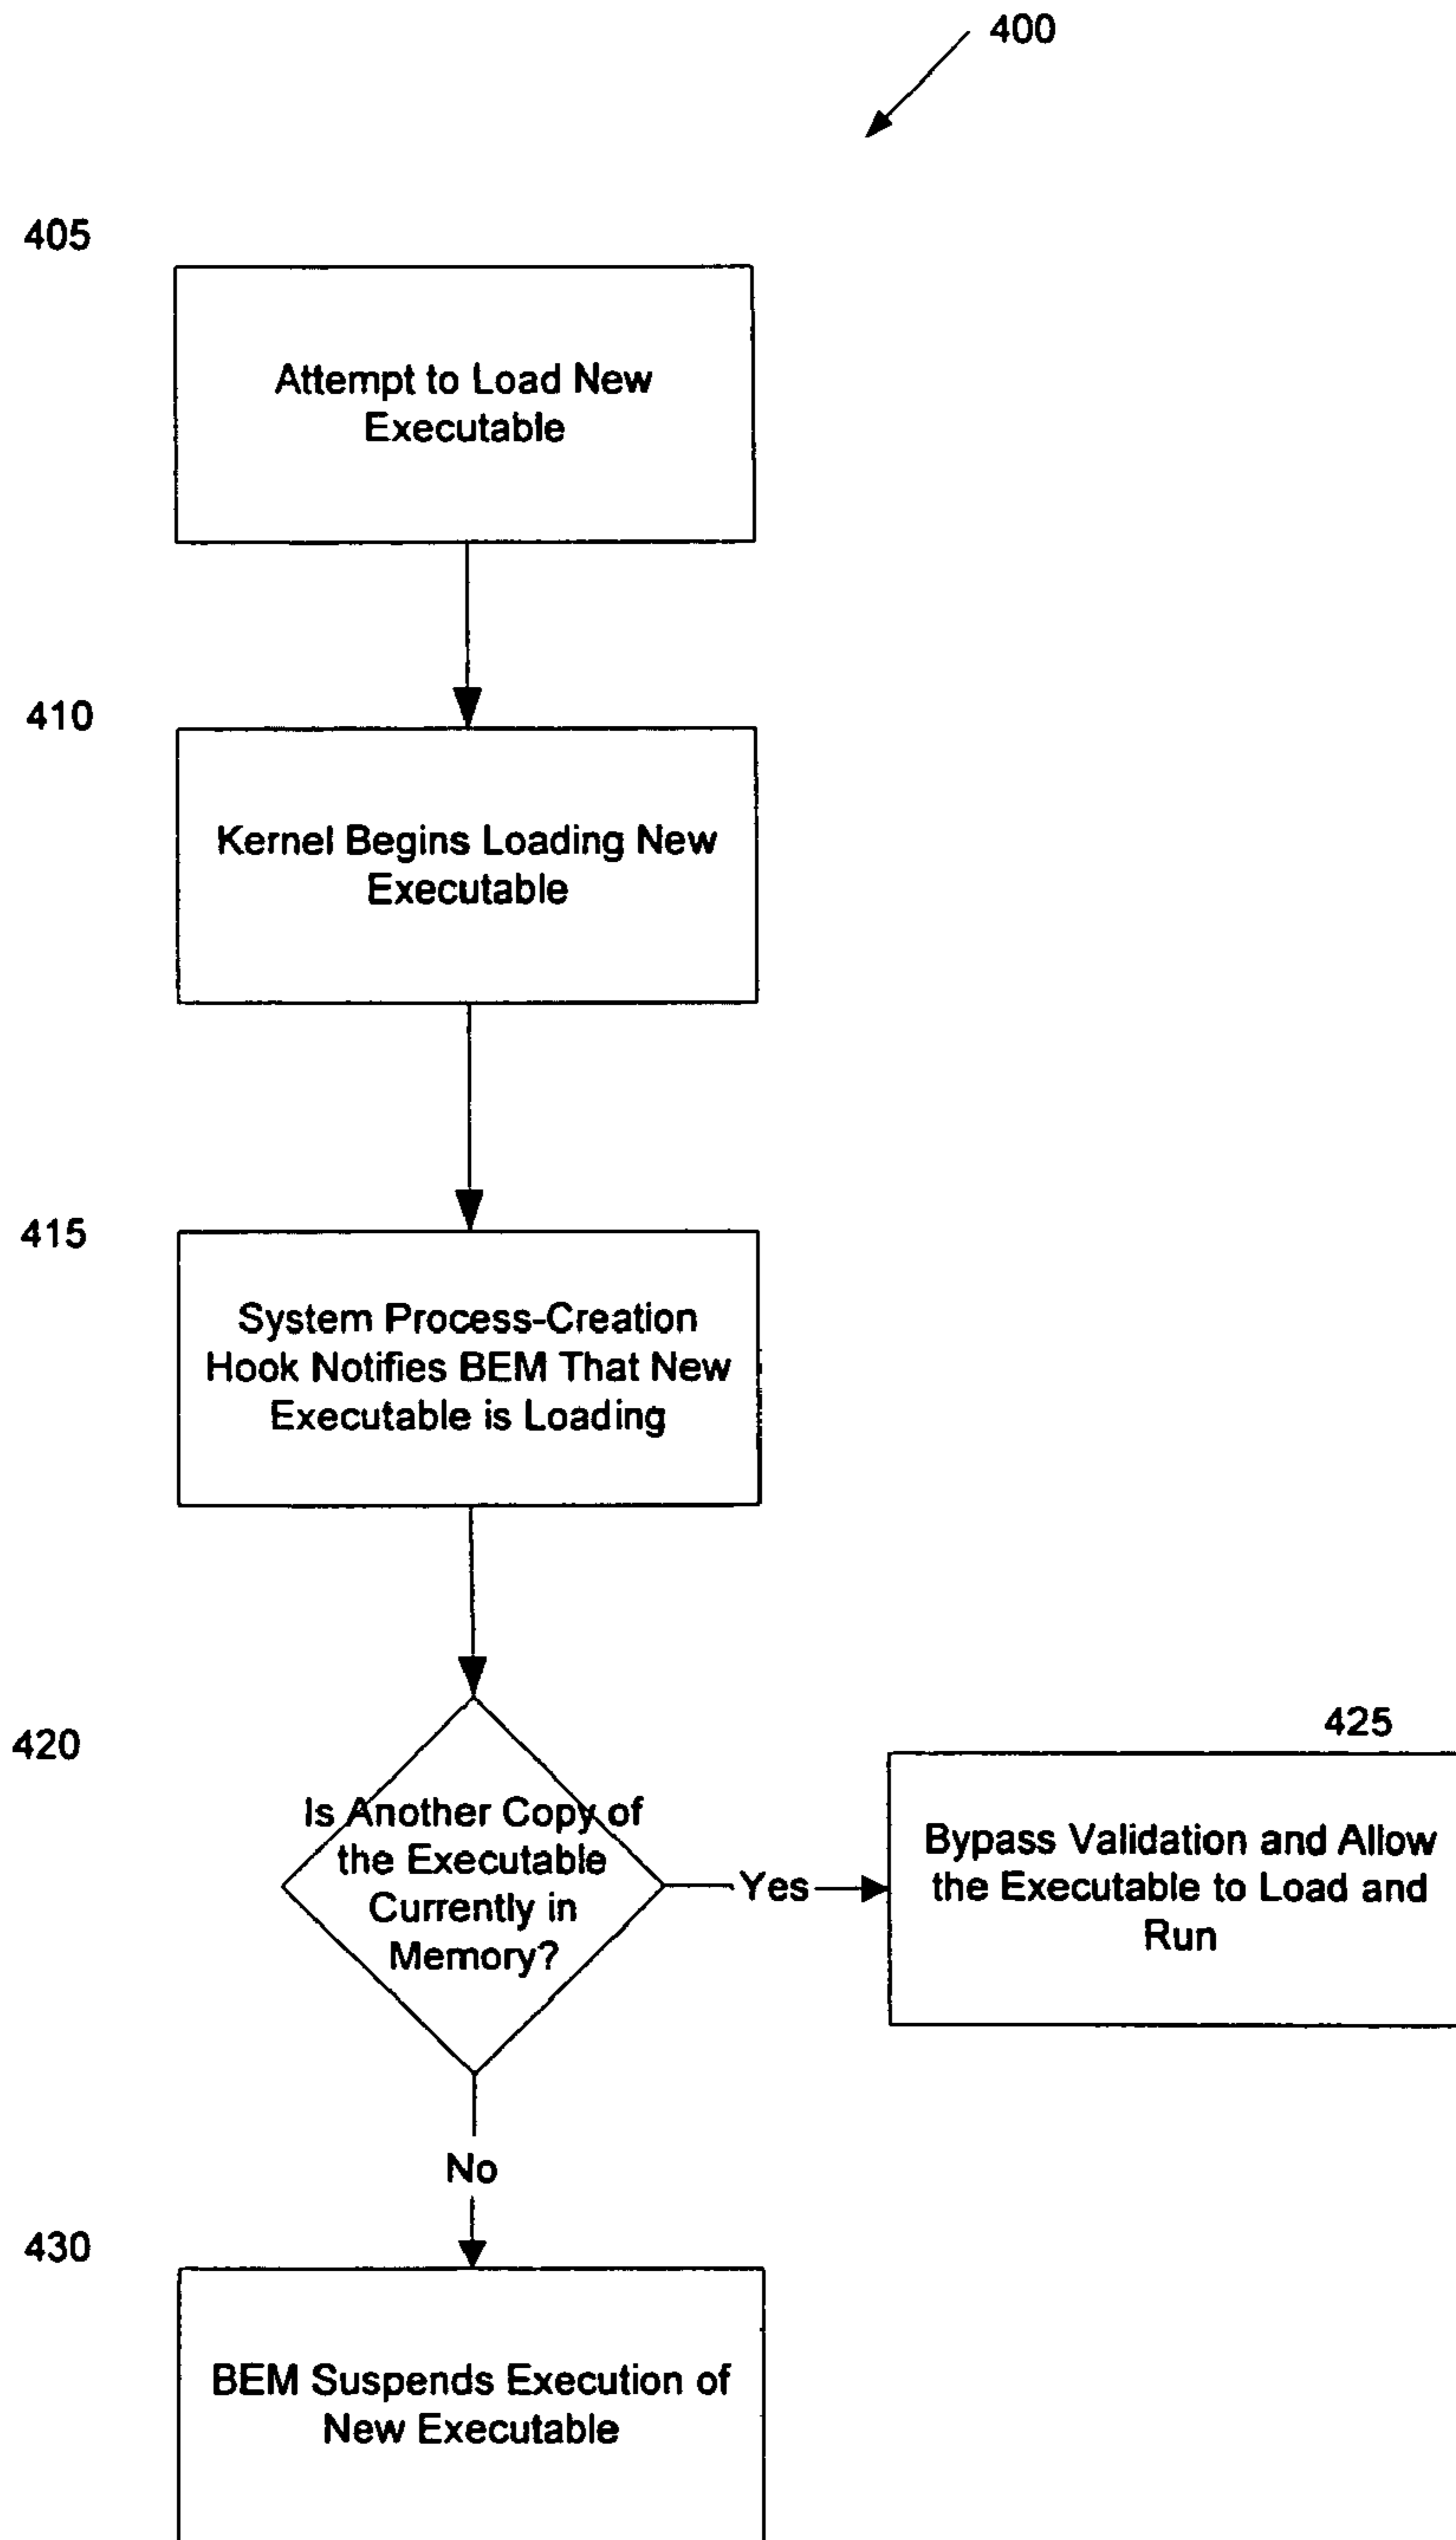 400
405
Attempt to Load New
Executable
410
Kernel Begins Loading New
Executable
415
System Process-Creation
Hook Notifies BEM That New
Executable is Loading
420
Is Another Copy of
the Executable
Currently in
Memory?
Yes
425
Bypass Validation and Allow
the Executable to Load and
Run
No
430
BEM Suspends Execution of
New Executable